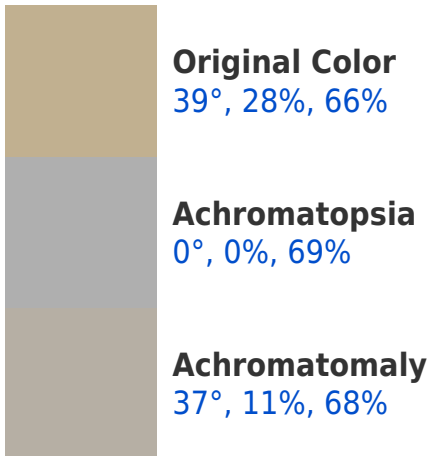 Original Color
39°, 28%, 66%
Achromatopsia
0°, 0%, 69%
Achromatomaly
37°, 11%, 68%